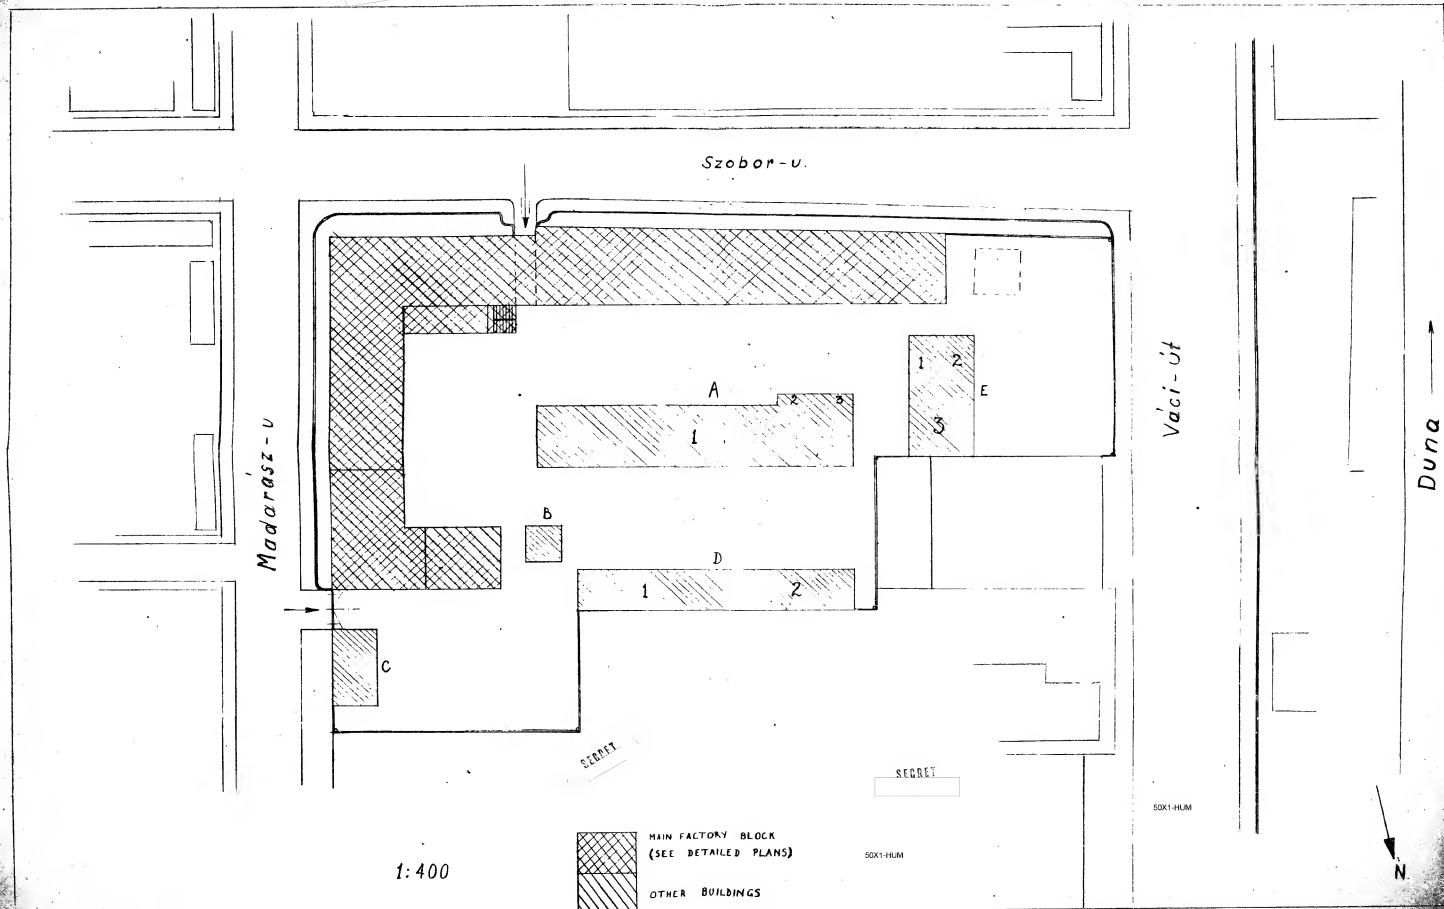 Szobor-u.
A
1
2
3
1
2
E
3
Váci-út
Duna
Madarász-u
B
D
1
2
C
SECRET
SECRET
50X1-HUM
1:400
MAIN FACTORY BLOCK
(SEE DETAILED PLANS)
50X1-HUM
OTHER BUILDINGS
N